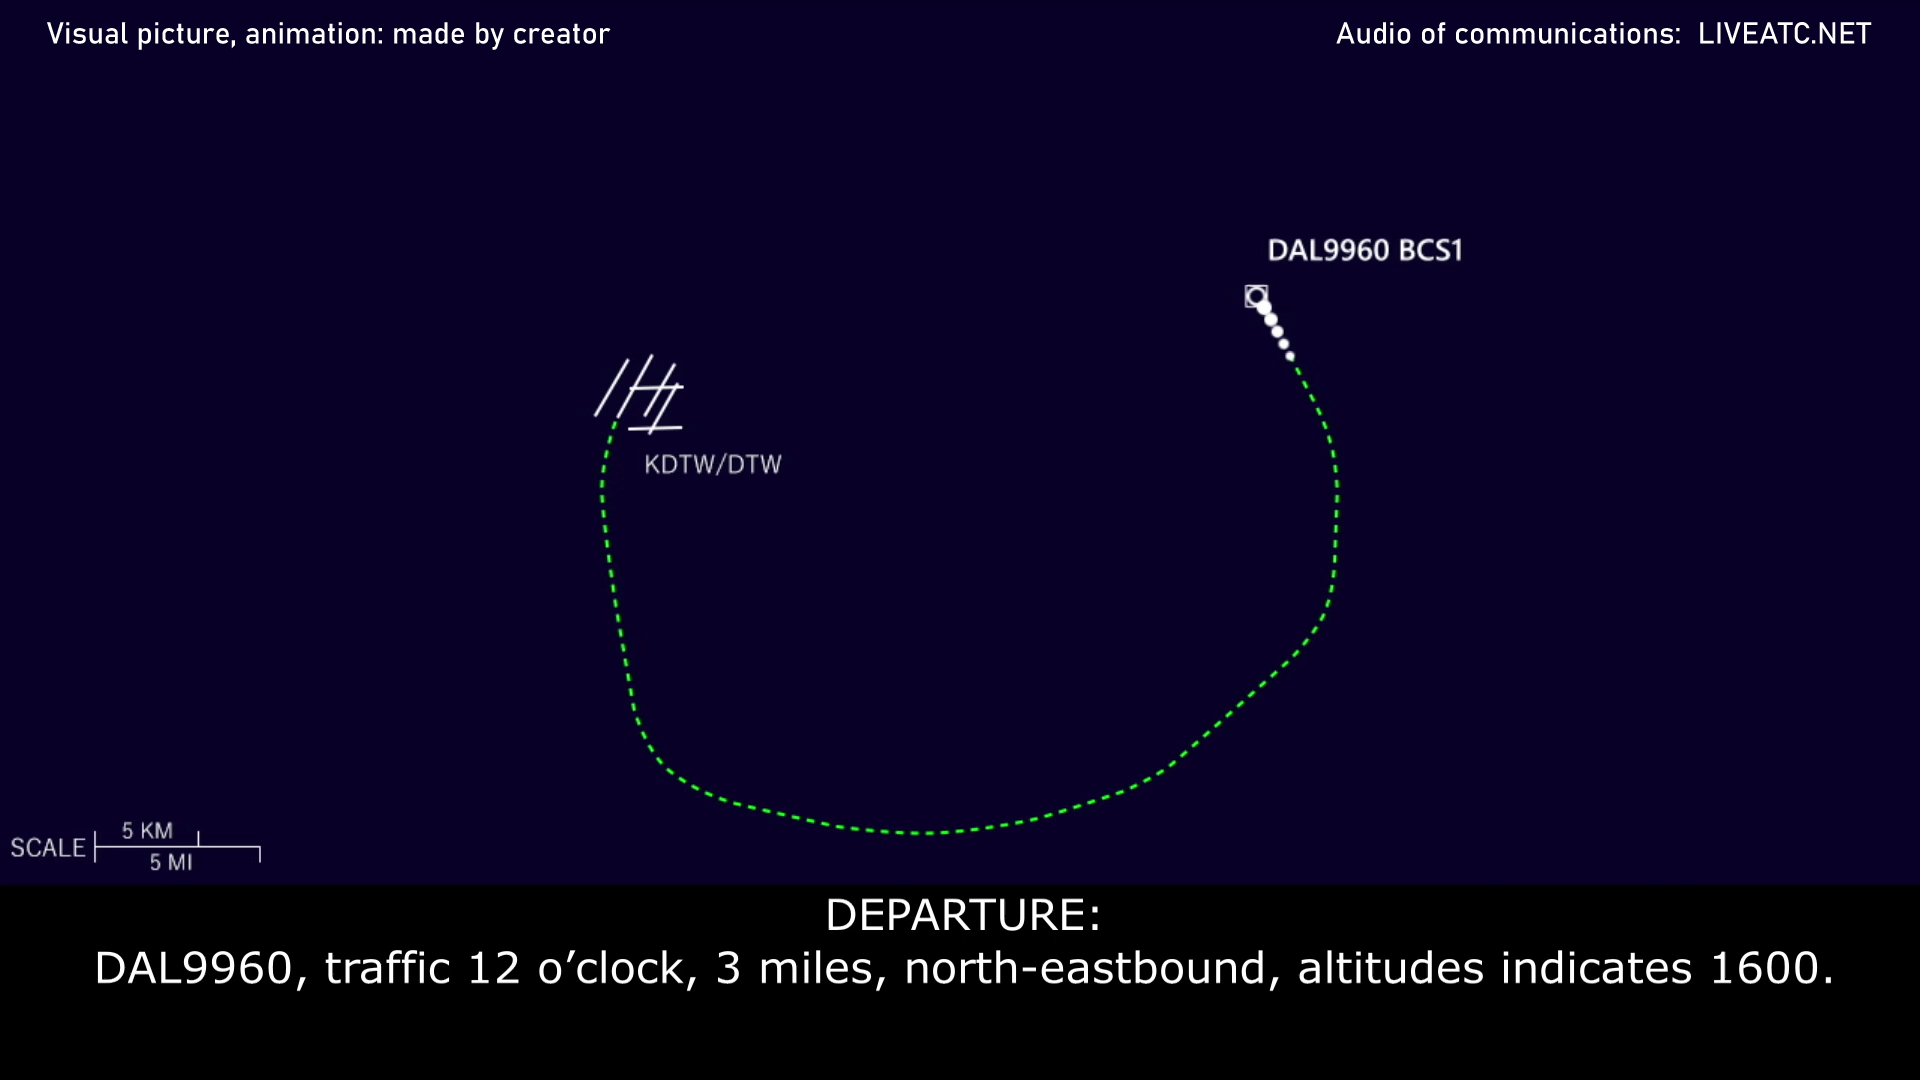 Visual picture, animation: made by creator
Audio of communications: LIVEATC.NET
DAL9960 BCS1
KDTW/DTW
5 KM
SCALE
5 MI
DEPARTURE:
DAL9960, traffic 12 o’clock, 3 miles, north-eastbound, altitudes indicates 1600.